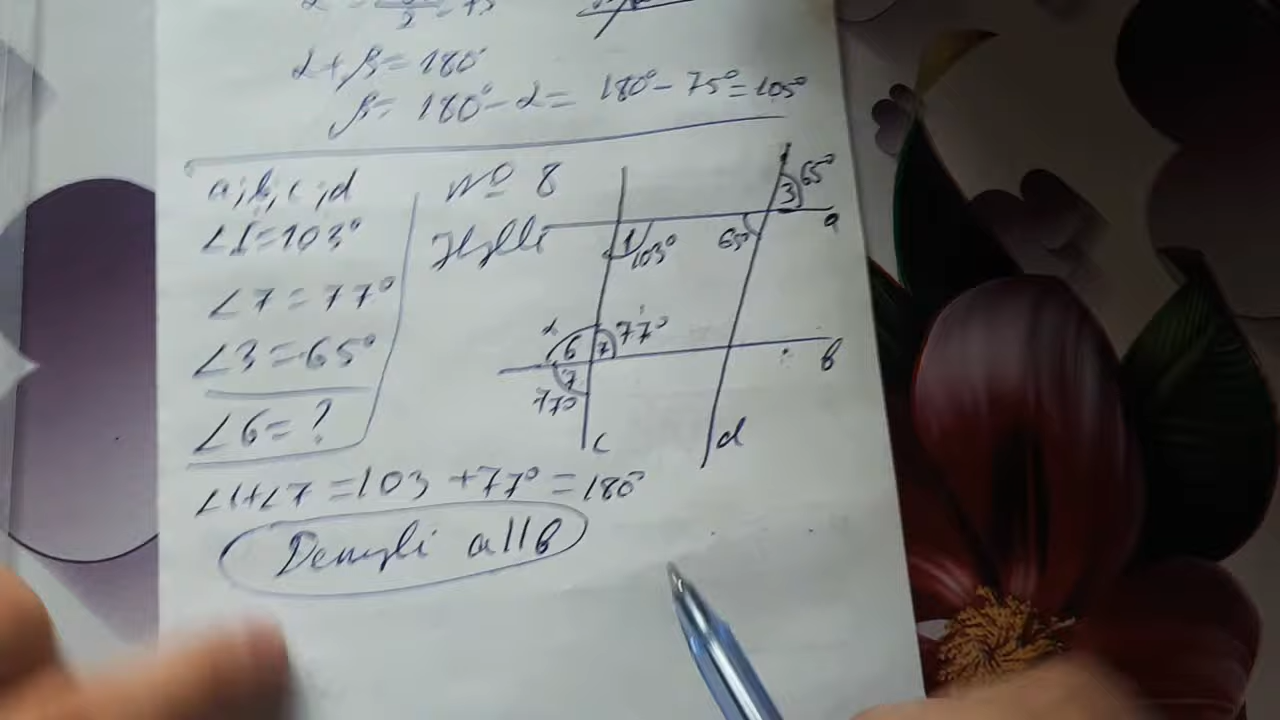 α + β = 180°
β = 180° - α = 180° - 75° = 105°
a; b; c; d
∠1 = 103°
∠7 = 77°
∠3 = 65°
∠6 = ?
№ 8
3 65°
a
1 103°
65°
α
6
7 77°
b
7
77°
c
d
∠1+∠7 = 103 + 77° = 180°
a||b